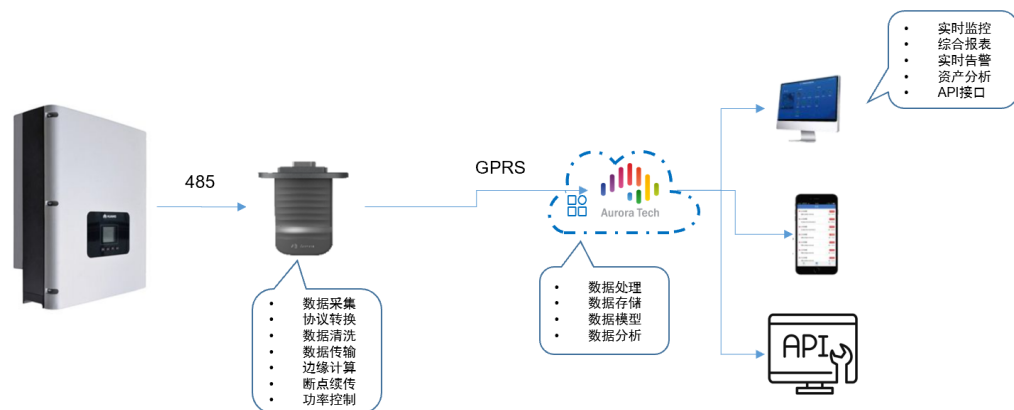 485
数据采集
协议转换
数据清洗
数据传输
边缘计算
断点续传
功率控制
GPRS
Aurora Tech
数据处理
数据存储
数据模型
数据分析
实时监控
综合报表
实时告警
资产分析
API接口
API